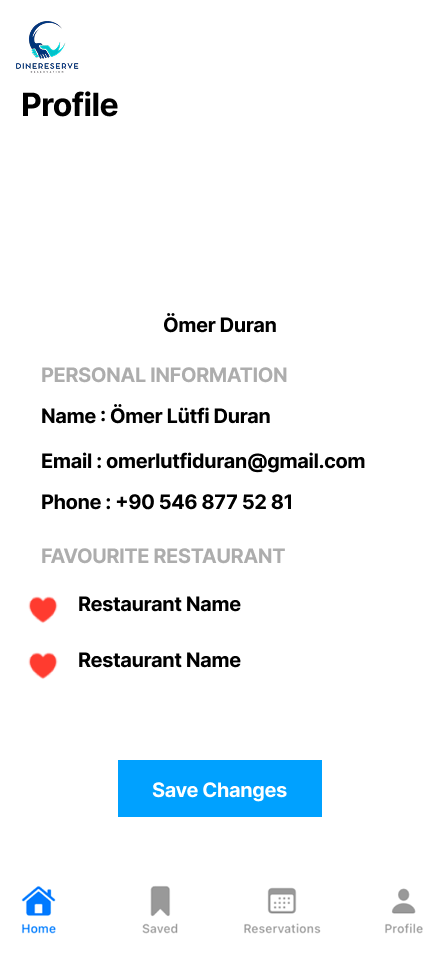 DINERESERVE
RESERVATION
Profile
Ömer Duran
PERSONAL INFORMATION
Name : Ömer Lütfi Duran
Email : omerlutfiduran@gmail.com
Phone : +90 546 877 52 81
FAVOURITE RESTAURANT
Restaurant Name
Restaurant Name
Save Changes
Home
Saved
Reservations
Profile